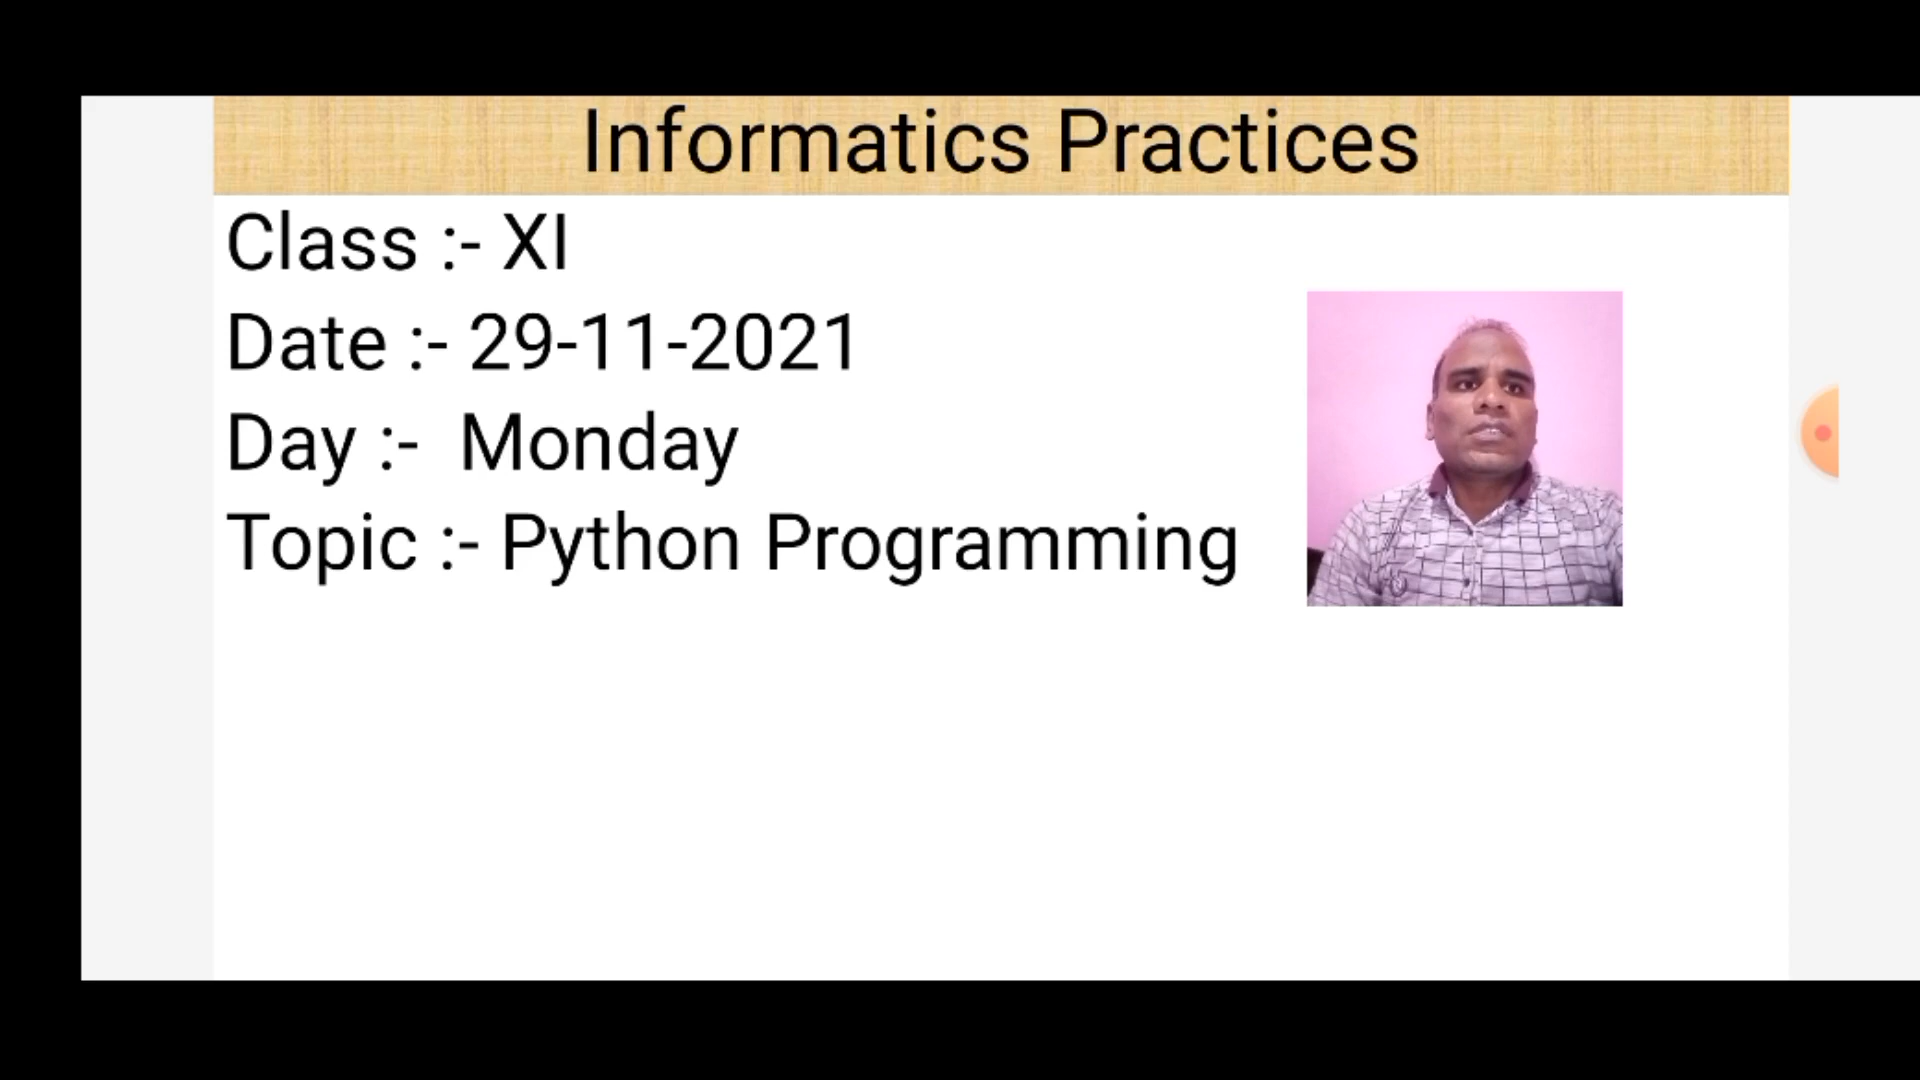 Informatics Practices
Class :- XI
Date :- 29-11-2021
Day :-  Monday
Topic :- Python Programming